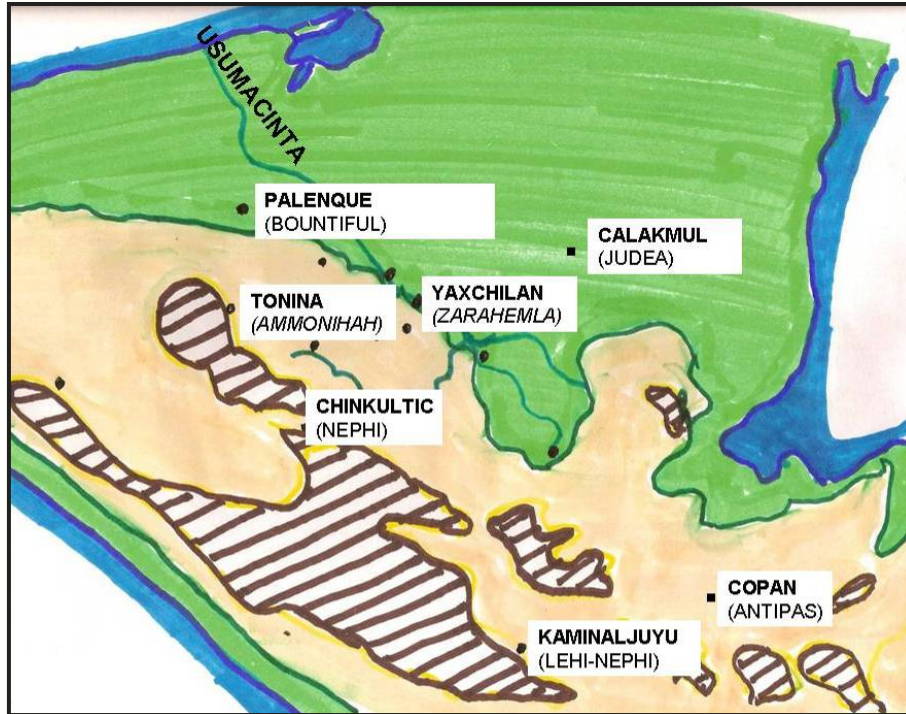 USUMACINTA
PALENQUE
(BOUNTIFUL)
CALAKMUL
(JUDEA)
TONINA
(AMMONIHAH)
YAXCHILAN
(ZARAHEMLA)
CHINKULTIC
(NEPHI)
COPAN
(ANTIPAS)
KAMINALJUYU
(LEHI-NEPHI)